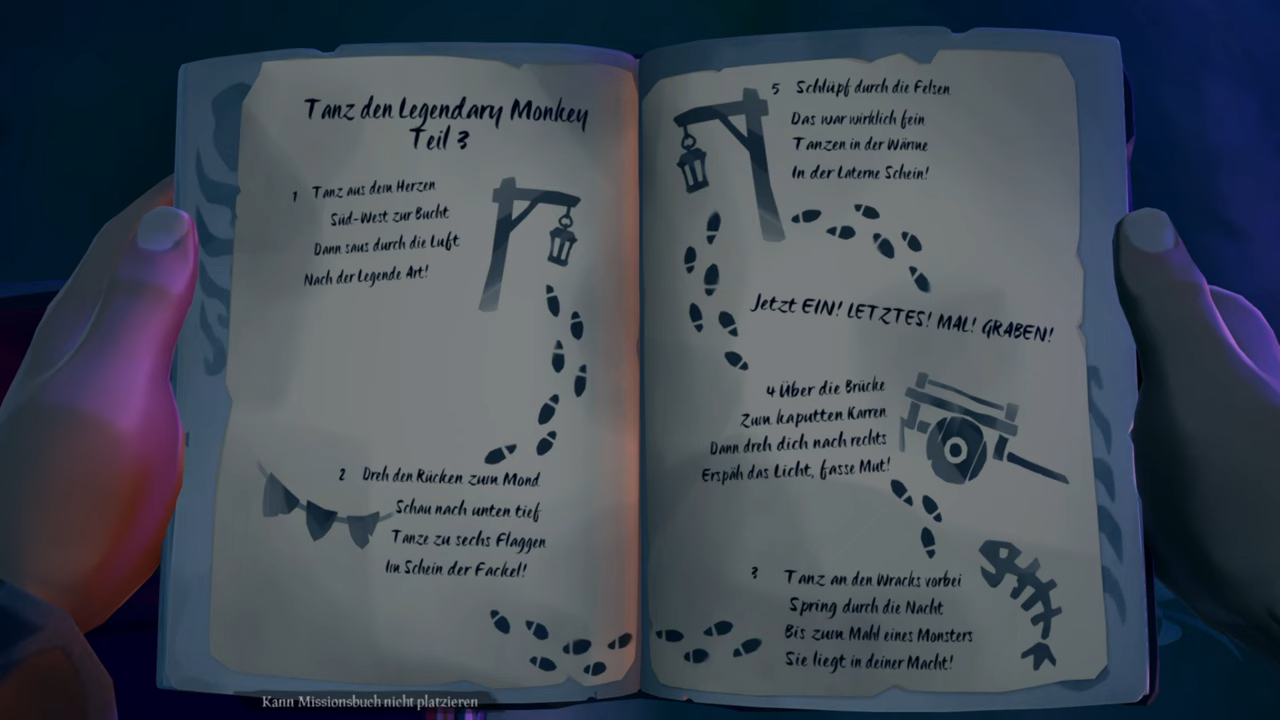 Tanz den Legendary Monkey
Teil 3
1 Tanz aus dem Herzen
Süd-West zur Bucht
Dann saus durch die Luft
Nach der Legende Art!
2 Dreh den Rücken zum Mond
Schau nach unten tief
Tanze zu sechs Flaggen
Im Schein der Fackel!
3 Tanz an den Wracks vorbei
Spring durch die Nacht
Bis zum Mahl eines Monsters
Sie liegt in deiner Macht!
4 Über die Brücke
Zum kaputten Karren
Dann dreh dich nach rechts
Erspäh das Licht, fasse Mut!
5 Schlüpf durch die Felsen
Das war wirklich fein
Tanzen in der Wärme
In der Laterne Schein!
Jetzt EIN! LETZTES! MAL! GRABEN!
Kann Missionsbuch nicht platzieren